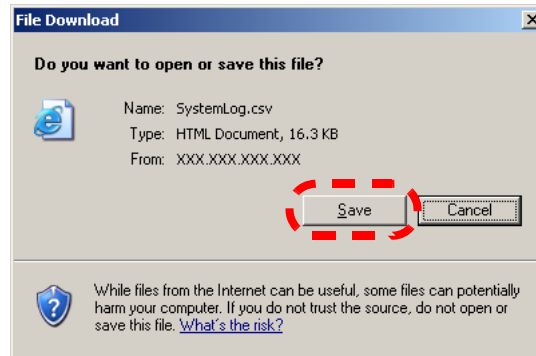 File Download
Do you want to open or save this file?
Name: SystemLog.csv
Type: HTML Document, 16.3 KB
From: XXX.XXX.XXX.XXX
Save Cancel
While files from the Internet can be useful, some files can potentially
harm your computer. If you do not trust the source, do not open or
save this file. What's the risk?